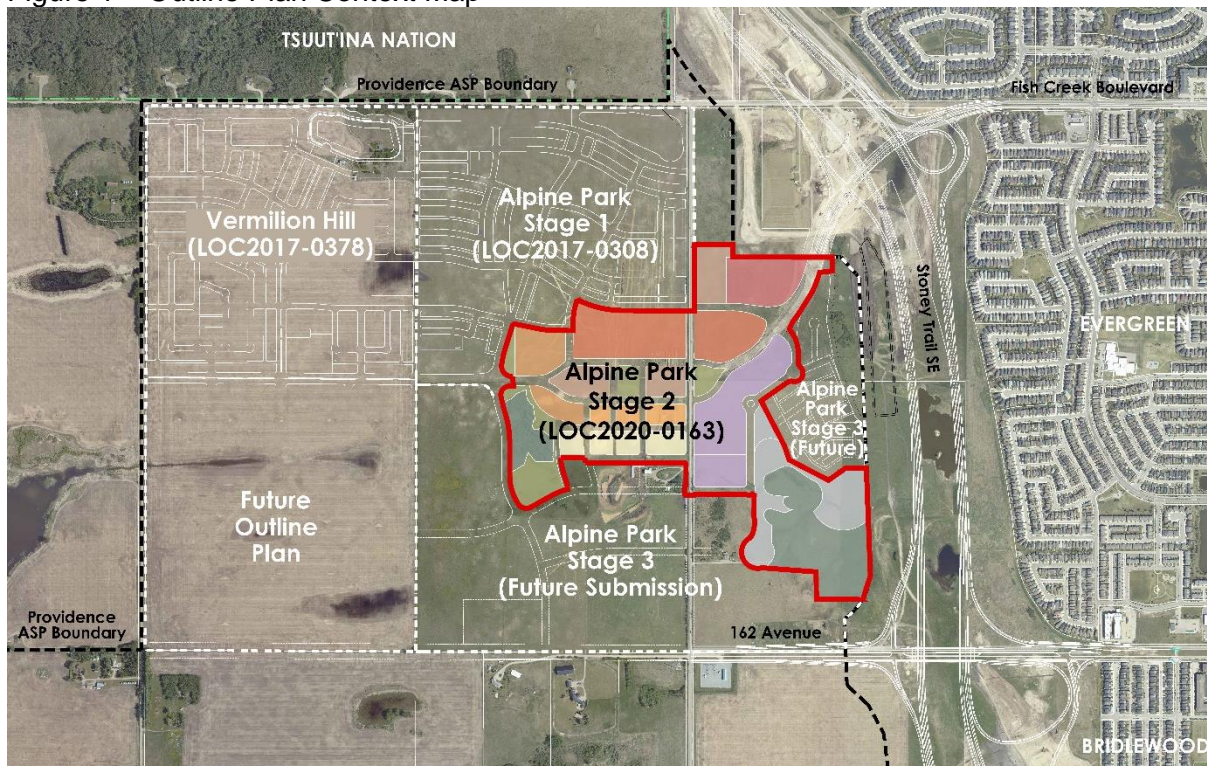 Figure 1 - Outline Plan Context Map
TSUUT'INA NATION
Providence ASP Boundary
Fish Creek Boulevard
Alpine Park
Stage 1
(LOC2017-0308)
Vermilion Hill
(LOC2017-0378)
Stoney Trail SE
EVERGREEN
Alpine Park
Stage 2
(LOC2020-0163)
Alpine
Park
Stage 3
(Future)
Future
Outline
Plan
Alpine Park
Stage 3
(Future Submission)
Providence
ASP Boundary
162 Avenue
BRIDLEWOOD